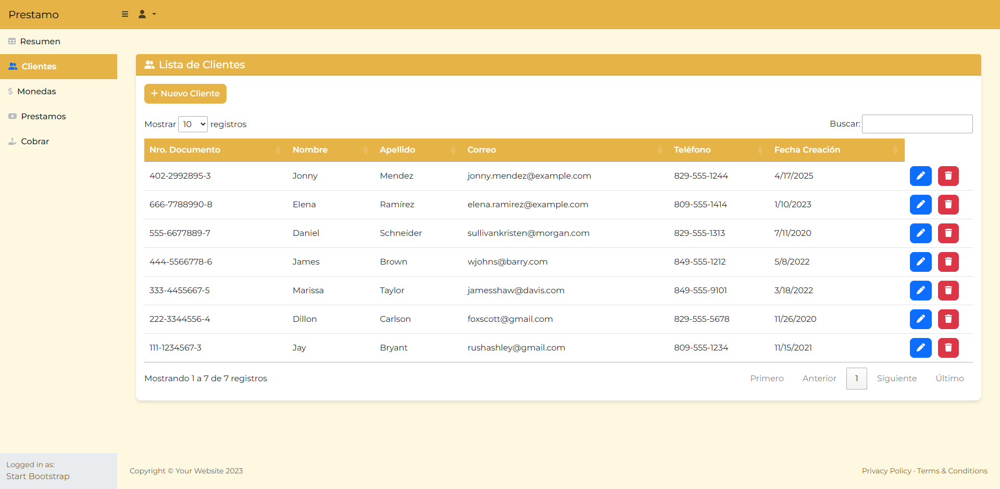 Prestamo
Resumen
Clientes
Monedas
Prestamos
Cobrar
Lista de Clientes
+ Nuevo Cliente
Mostrar 10 registros
Buscar:
Nro. Documento Nombre Apellido Correo Teléfono Fecha Creación
402-2992895-3 Jonny Mendez jonny.mendez@example.com 829-555-1244 4/17/2025
666-7788990-8 Elena Ramírez elena.ramirez@example.com 809-555-1414 1/10/2023
555-6677889-7 Daniel Schneider sullivankristen@morgan.com 829-555-1313 7/11/2020
444-5566778-6 James Brown wjohns@barry.com 849-555-1212 5/8/2022
333-4455667-5 Marissa Taylor jamesshaw@davis.com 849-555-9101 3/18/2022
222-3344556-4 Dillon Carlson foxscott@gmail.com 829-555-5678 11/26/2020
111-1234567-3 Jay Bryant rushashley@gmail.com 809-555-1234 11/15/2021
Mostrando 1 a 7 de 7 registros
Primero Anterior 1 Siguiente Último
Logged in as:
Start Bootstrap
Copyright © Your Website 2023
Privacy Policy · Terms & Conditions